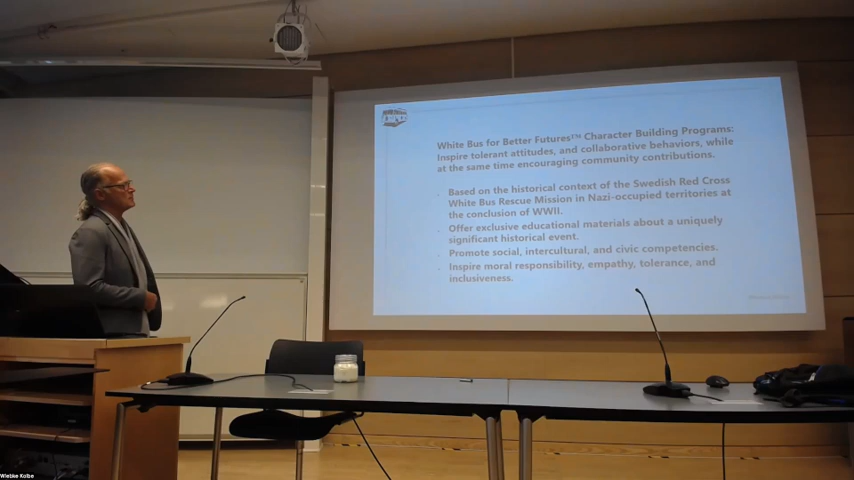 White Bus for Better Futures™ Character Building Programs:
Inspire tolerant attitudes, and collaborative behaviors, while
at the same time encouraging community contributions.
Based on the historical context of the Swedish Red Cross
White Bus Rescue Mission in Nazi-occupied territories at
the conclusion of WWII.
Offer exclusive educational materials about a uniquely
significant historical event.
Promote social, intercultural, and civic competencies.
Inspire moral responsibility, empathy, tolerance, and
inclusiveness.
Wiebke Kolbe